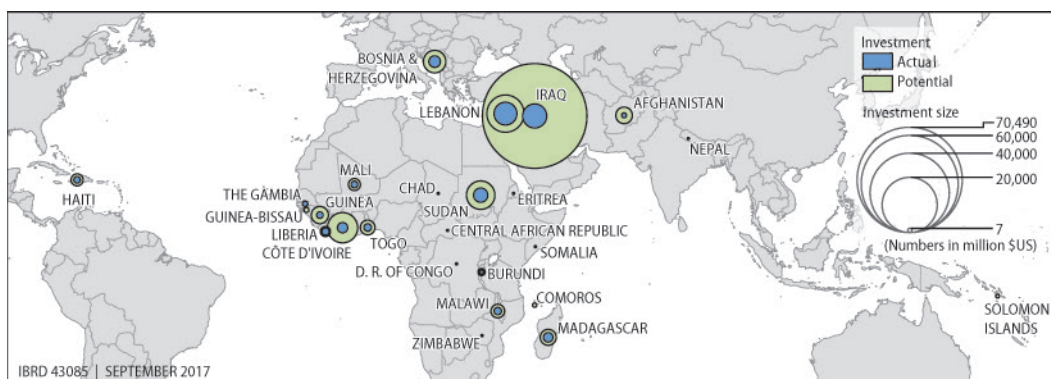 BOSNIA &
HERZEGOVINA
LEBANON
IRAQ
AFGHANISTAN
NEPAL
HAITI
MALI
THE GAMBIA
GUINEA
GUINEA-BISSAU
LIBERIA
CÔTE D'IVOIRE
TOGO
CHAD
SUDAN
ERITREA
CENTRAL AFRICAN REPUBLIC
SOMALIA
D. R. OF CONGO
BURUNDI
MALAWI
COMOROS
ZIMBABWE
MADAGASCAR
SOLOMON
ISLANDS
Investment
Actual
Potential
Investment size
70,490
60,000
40,000
20,000
7
(Numbers in million $US)
IBRD 43085 | SEPTEMBER 2017